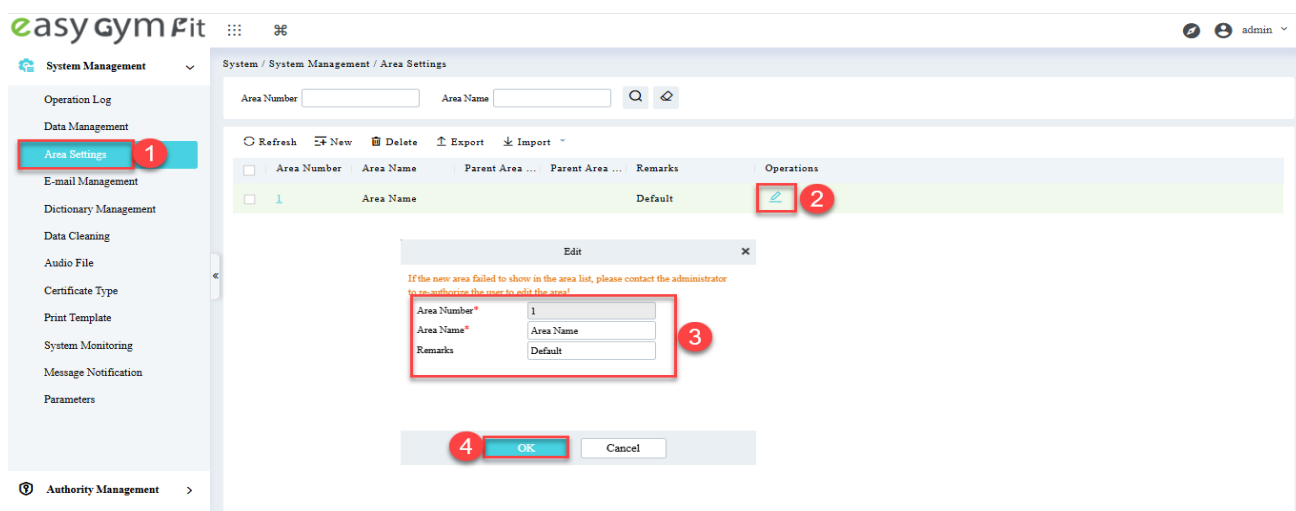 easy Gym Fit
admin
System Management
Operation Log
Data Management
Area Settings
1
E-mail Management
Dictionary Management
Data Cleaning
Audio File
Certificate Type
Print Template
System Monitoring
Message Notification
Parameters
Authority Management
System / System Management / Area Settings
Area Number Area Name
Refresh New Delete Export Import
Area Number Area Name Parent Area ... Parent Area ... Remarks Operations
1 Area Name Default
2
Edit
If the new area failed to show in the area list, please contact the administrator
to re-authorize the user to edit the area!
Area Number* 1
Area Name* Area Name
Remarks Default
3
4
OK Cancel